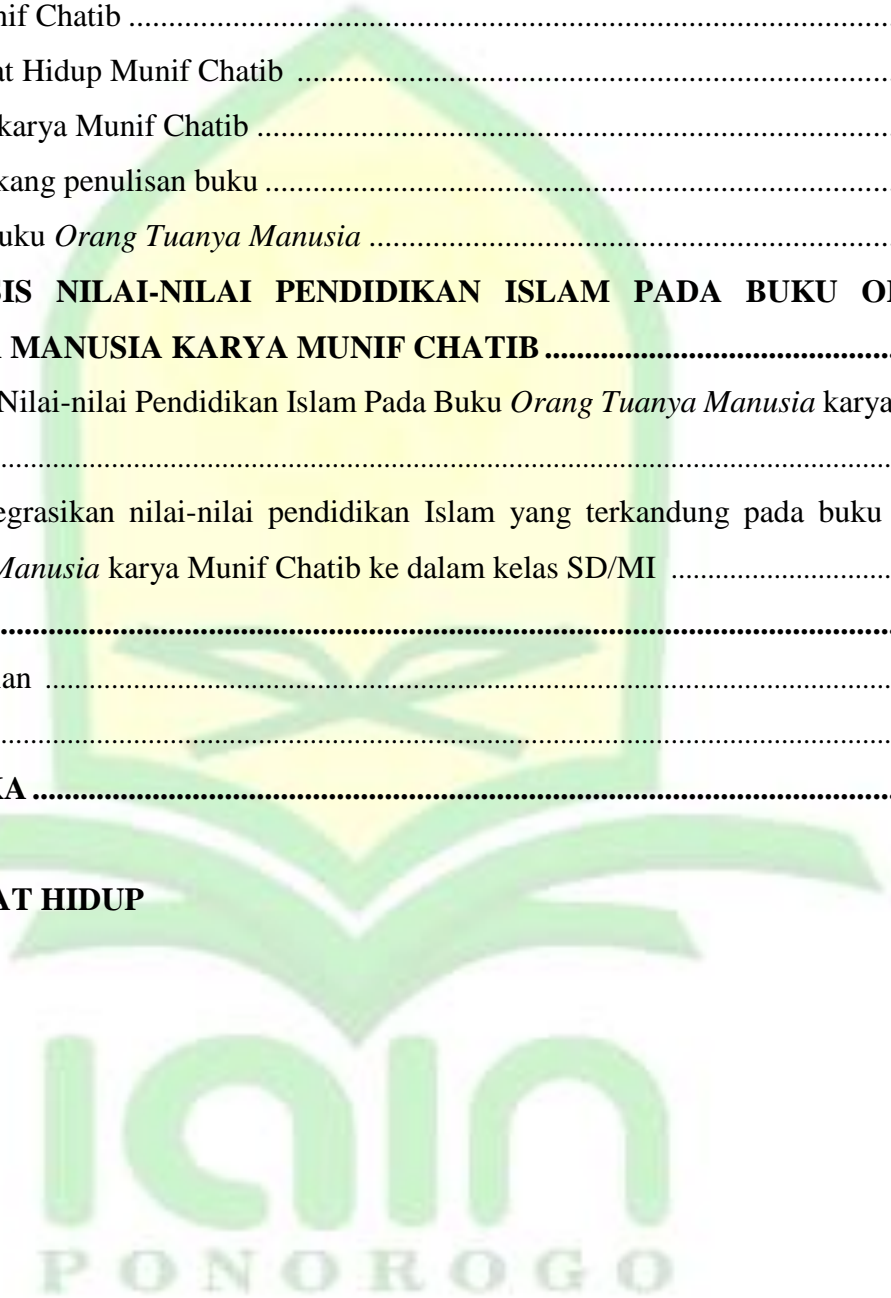 nif Chatib ................................................................................................
at Hidup Munif Chatib ...........................................................................
karya Munif Chatib ................................................................................
kang penulisan buku ...............................................................................
uku Orang Tuanya Manusia ..................................................................
SIS NILAI-NILAI PENDIDIKAN ISLAM PADA BUKU O
MANUSIA KARYA MUNIF CHATIB ............................................
Nilai-nilai Pendidikan Islam Pada Buku Orang Tuanya Manusia karya
................................................................................................................
egrasikan nilai-nilai pendidikan Islam yang terkandung pada buku
Manusia karya Munif Chatib ke dalam kelas SD/MI ...........................
................................................................................................................
an ..........................................................................................................
................................................................................................................
KA ............................................................................................................
AT HIDUP
iain
PONOROGO